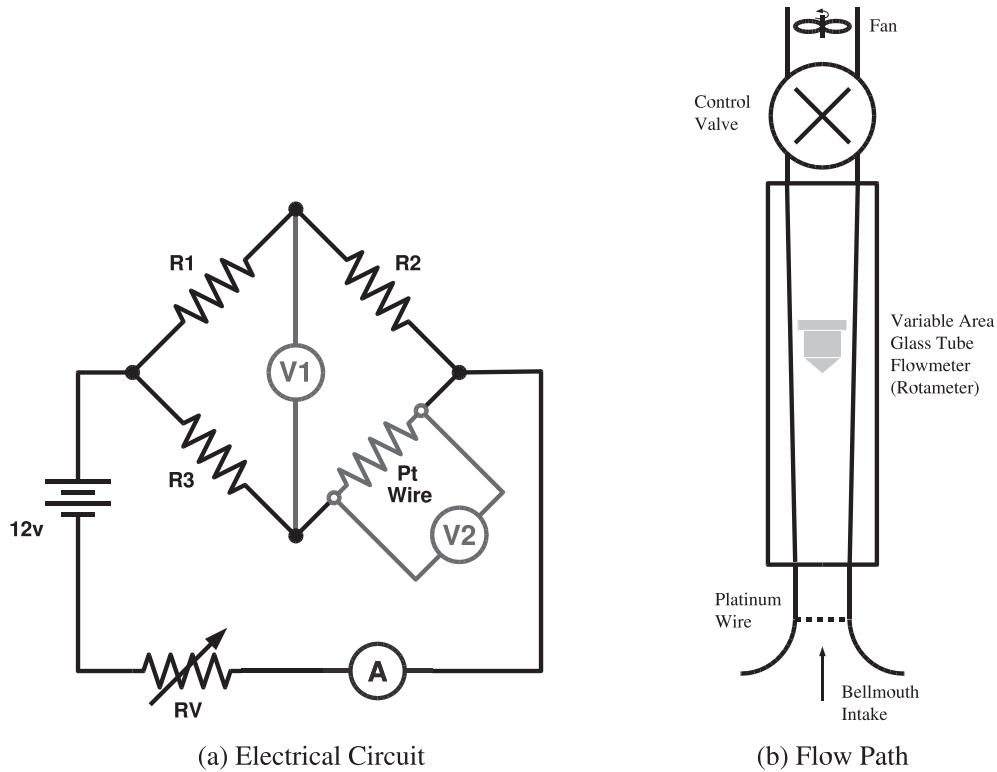 R1
R2
V1
R3
Pt
Wire
12v
V2
RV
A
(a) Electrical Circuit
Fan
Control
Valve
Variable Area
Glass Tube
Flowmeter
(Rotameter)
Platinum
Wire
Bellmouth
Intake
(b) Flow Path